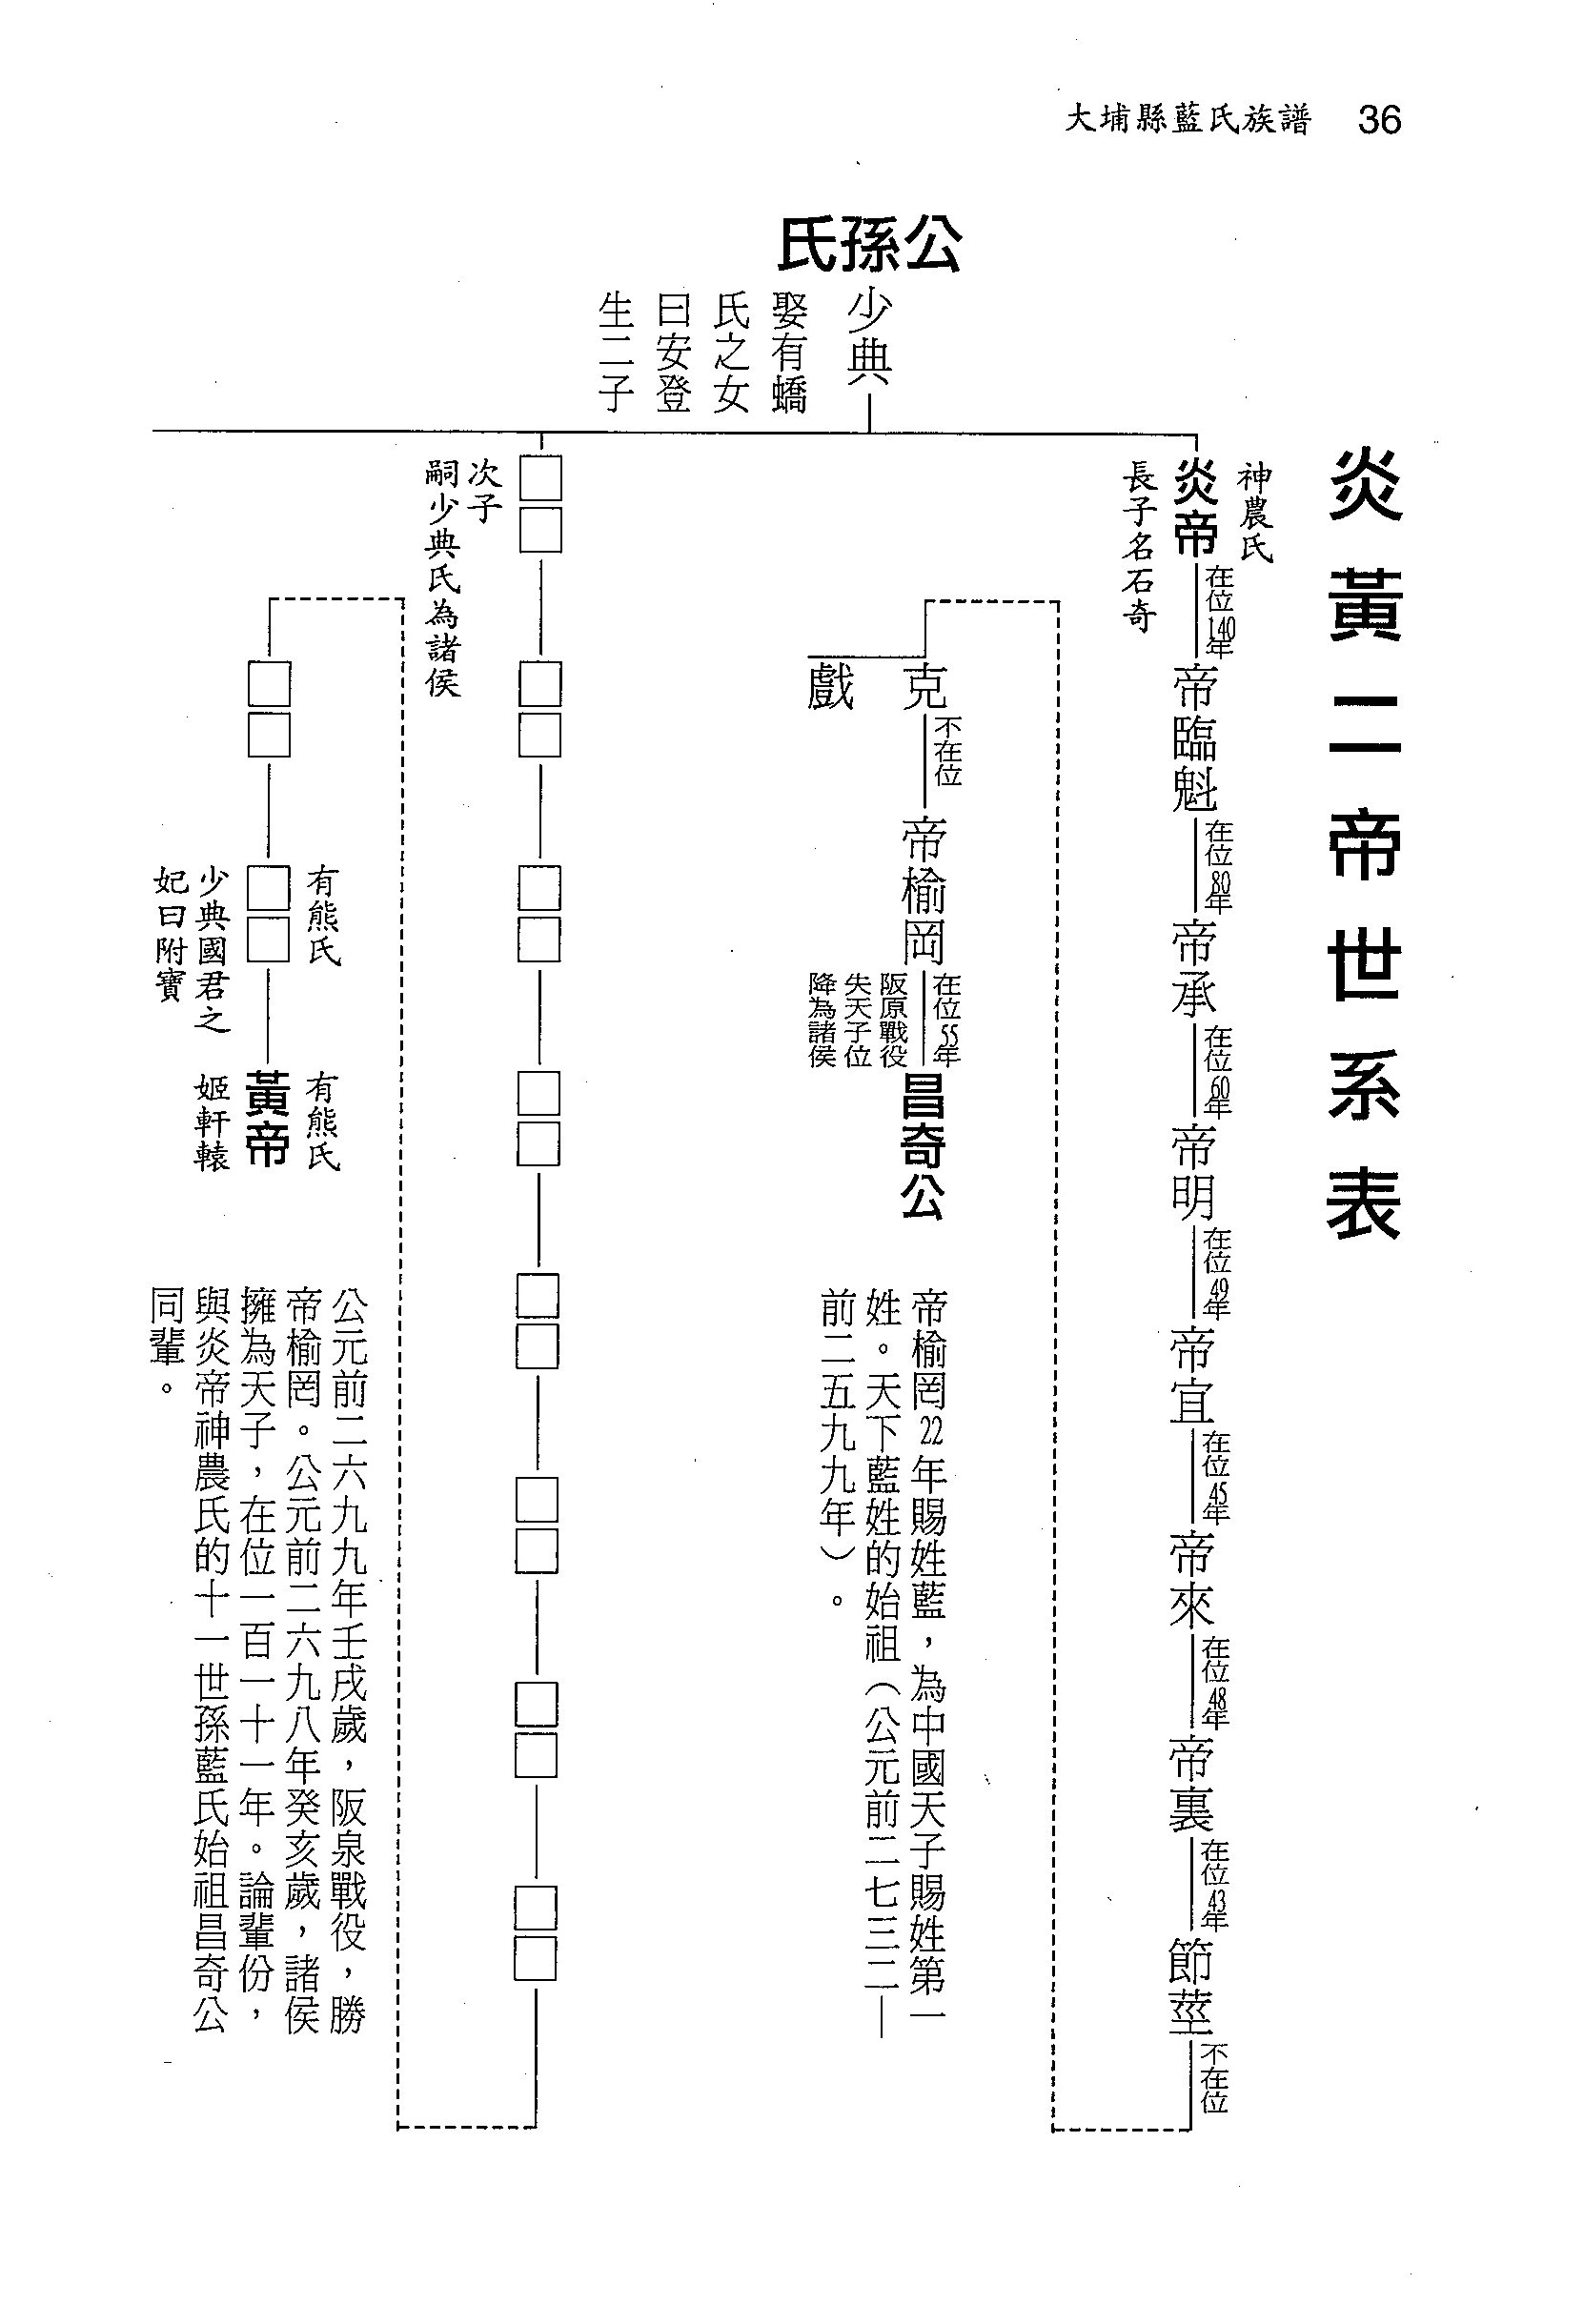 大埔縣藍氏族譜 36
炎黃二帝世系表
公孫氏
少典
娶有蟜
氏之女
曰安登
生二子
神農氏
炎帝
長子名石奇
在位140年
帝臨魁
在位80年
帝承
在位60年
帝明
在位49年
帝宜
在位45年
帝來
在位48年
帝裏
在位43年
節莖
不在位
克
戲
不在位
帝榆岡
在位55年
阪原戰役
失天子位
降為諸侯
昌奇公
帝榆罔22年賜姓藍，為中國天子賜姓第一
姓。天下藍姓的始祖（公元前二七三二—
前二五九九年）。
□□
次子
嗣少典氏為諸侯
□□
□□
□□
□□
□□
□□
□□
□□
有熊氏
□□
少典國君之
妃曰附寶
有熊氏
黃帝
姬軒轅
公元前二六九九年壬戌歲，阪泉戰役，勝
帝榆罔。公元前二六九八年癸亥歲，諸侯
擁為天子，在位一百一十一年。論輩份，
與炎帝神農氏的十一世孫藍氏始祖昌奇公
同輩。